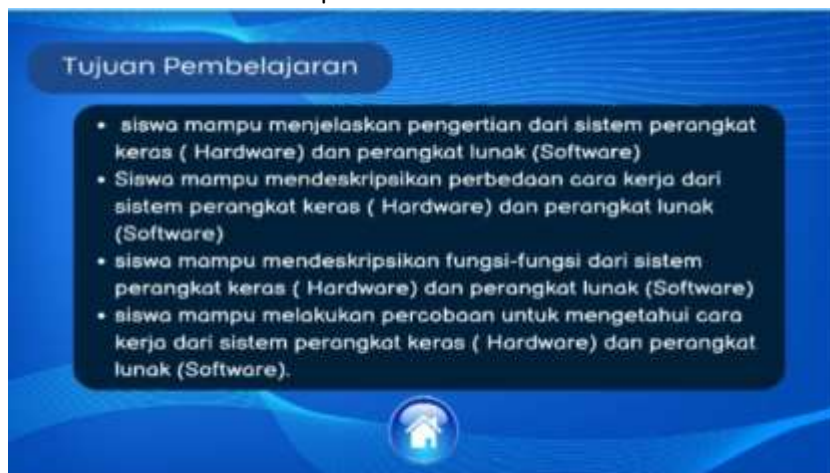 Tujuan Pembelajaran
• siswa mampu menjelaskan pengertian dari sistem perangkat
keras ( Hardware) dan perangkat lunak (Software)
• Siswa mampu mendeskripsikan perbedaan cara kerja dari
sistem perangkat keras ( Hardware) dan perangkat lunak
(Software)
• siswa mampu mendeskripsikan fungsi-fungsi dari sistem
perangkat keras ( Hardware) dan perangkat lunak (Software)
• siswa mampu melakukan percobaan untuk mengetahui cara
kerja dari sistem perangkat keras ( Hardware) dan perangkat
lunak (Software).